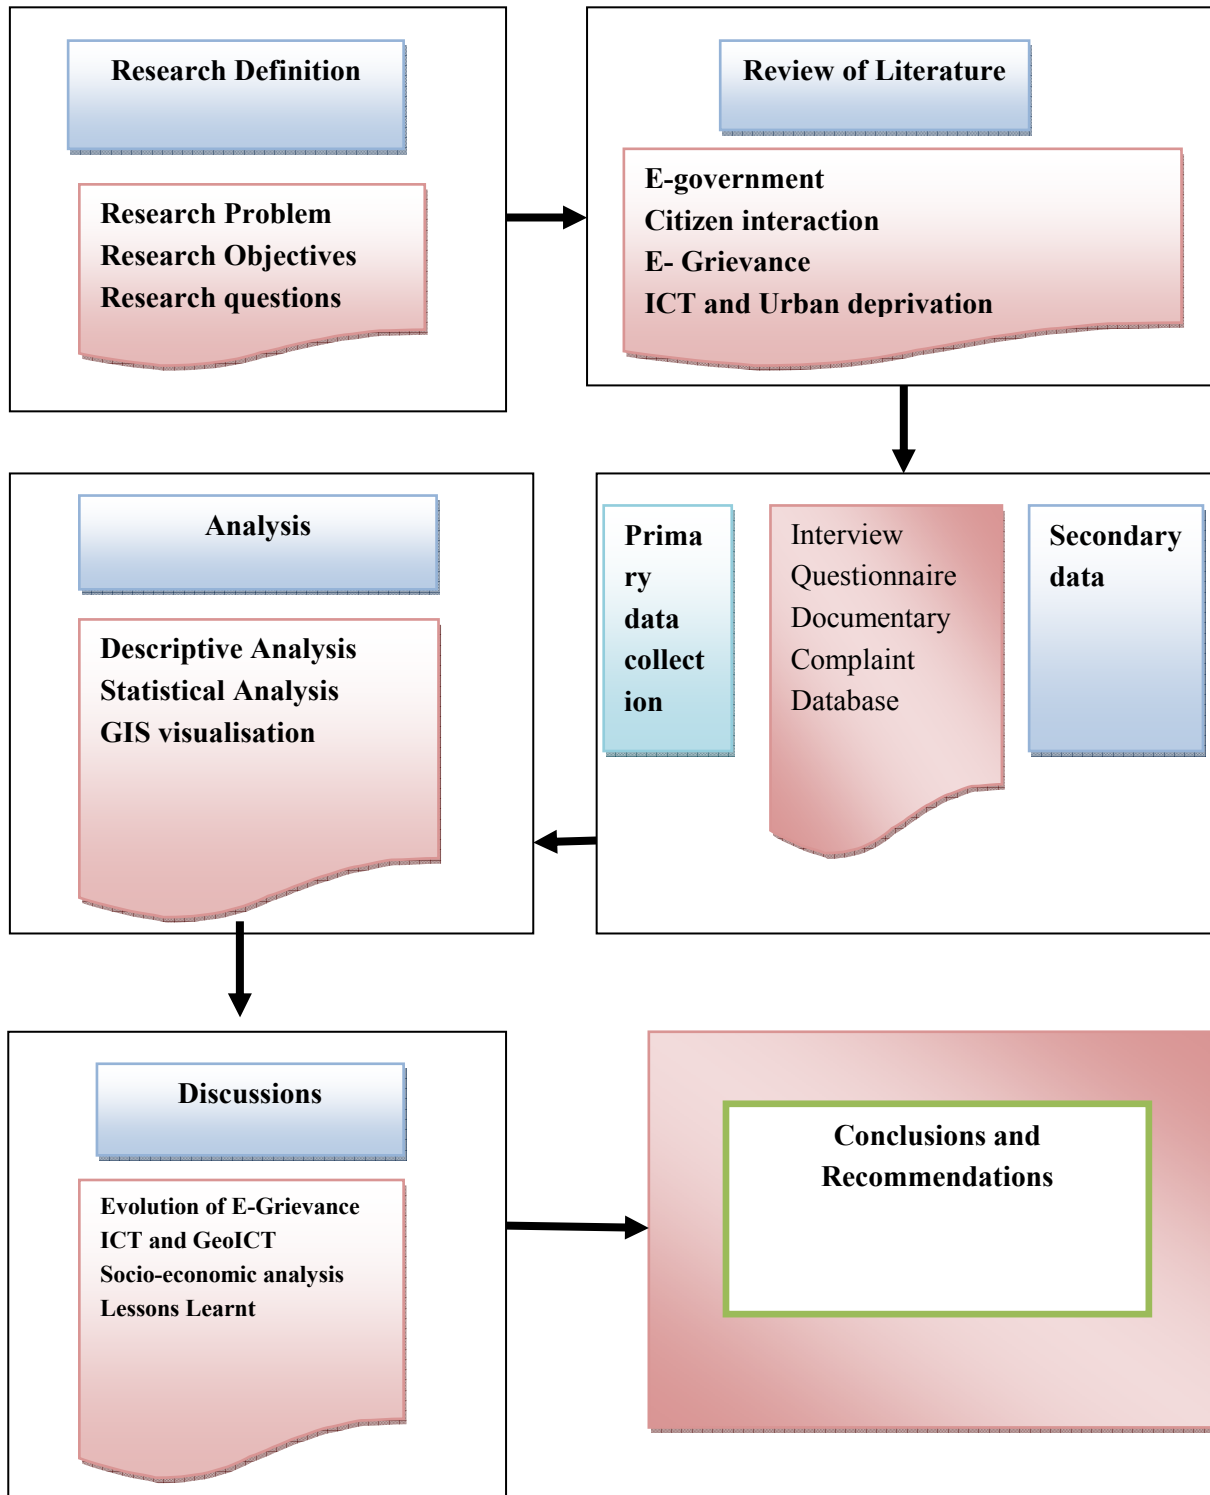 Research Definition
Research Problem
Research Objectives
Research questions
Review of Literature
E-government
Citizen interaction
E- Grievance
ICT and Urban deprivation
Prima
ry
data
collect
ion
Interview
Questionnaire
Documentary
Complaint
Database
Secondary
data
Analysis
Descriptive Analysis
Statistical Analysis
GIS visualisation
Discussions
Evolution of E-Grievance
ICT and GeoICT
Socio-economic analysis
Lessons Learnt
Conclusions and
Recommendations